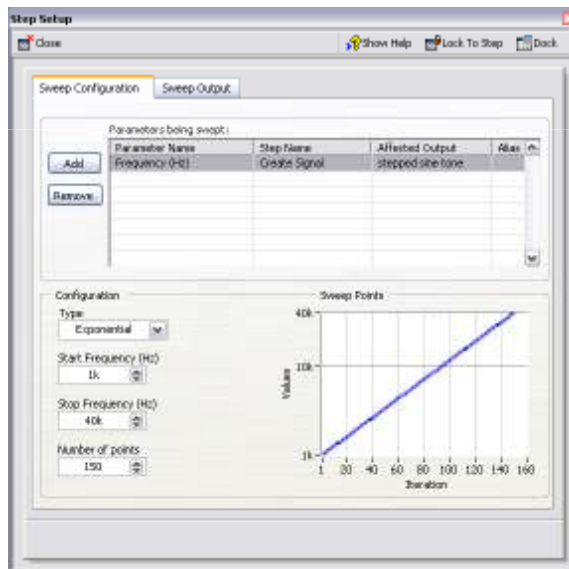 Step Setup
Close Show Help Lock To Step Dock
Sweep Configuration Sweep Output
Parameters being swept:
Parameter Name Step Name Affected Output Alias
Add Frequency (Hz) Create Signal stepped sine tone
Remove
Configuration Sweep Points
Type
Exponential
Start Frequency (Hz)
1k
Stop Frequency (Hz)
40k
Number of points
150
40k
10k
1k
Values
1 20 40 60 80 100 120 140 160
Iteration